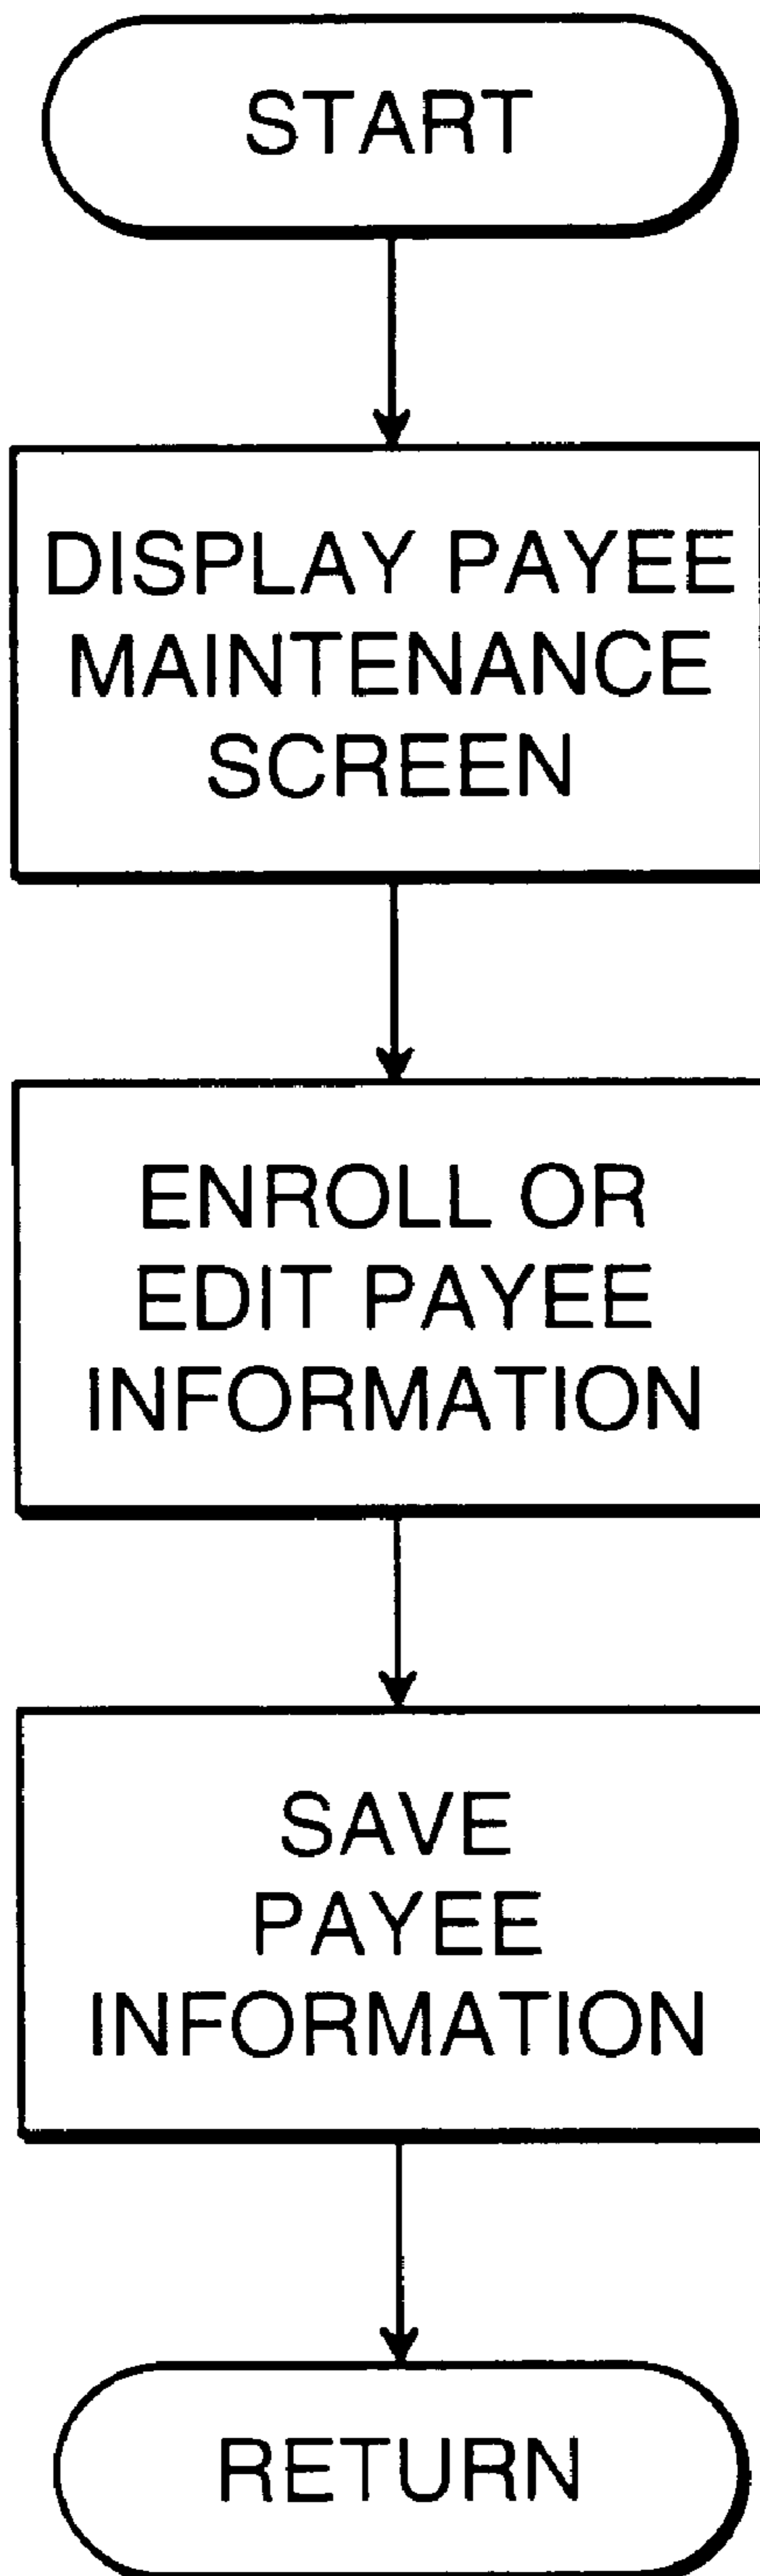 START
DISPLAY PAYEE
MAINTENANCE
SCREEN
ENROLL OR
EDIT PAYEE
INFORMATION
SAVE
PAYEE
INFORMATION
RETURN